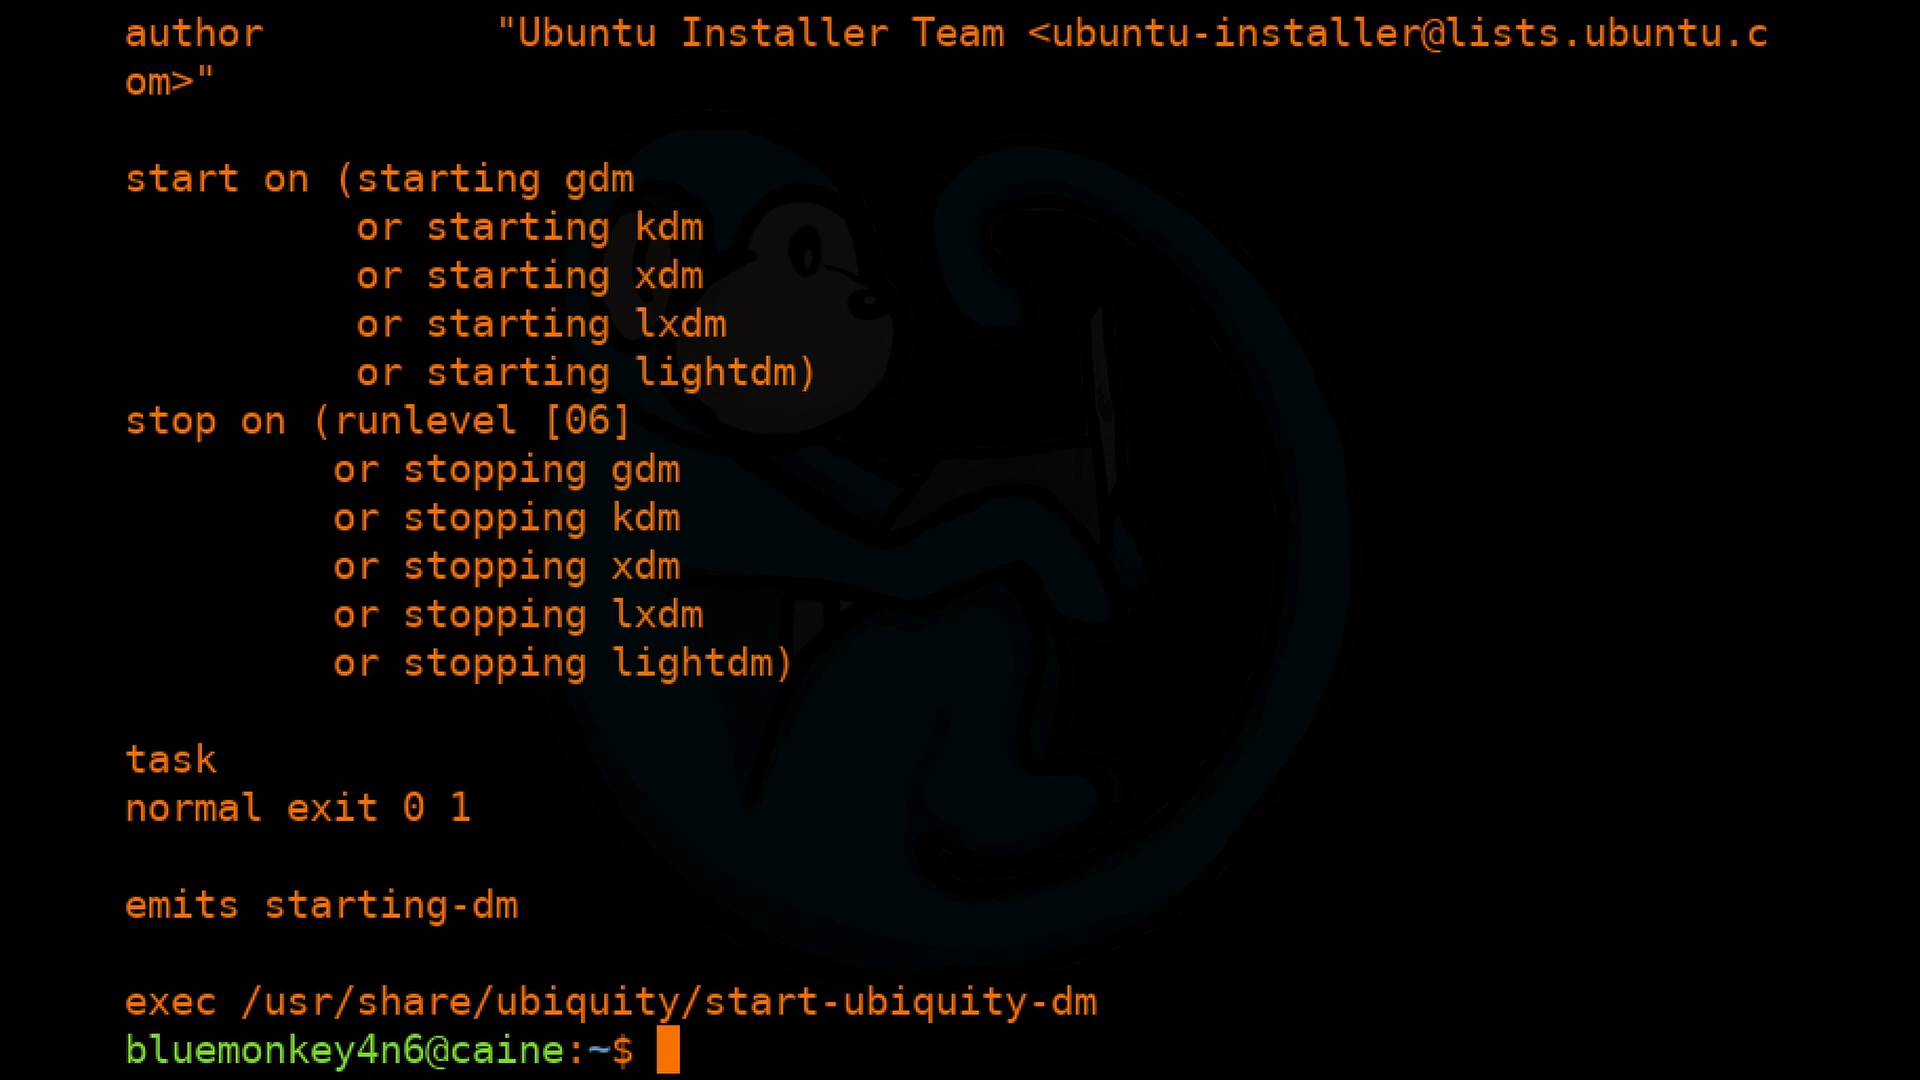 author          "Ubuntu Installer Team <ubuntu-installer@lists.ubuntu.c
om>"

start on (starting gdm
          or starting kdm
          or starting xdm
          or starting lxdm
          or starting lightdm)
stop on (runlevel [06]
         or stopping gdm
         or stopping kdm
         or stopping xdm
         or stopping lxdm
         or stopping lightdm)

task
normal exit 0 1

emits starting-dm

exec /usr/share/ubiquity/start-ubiquity-dm
bluemonkey4n6@caine:~$